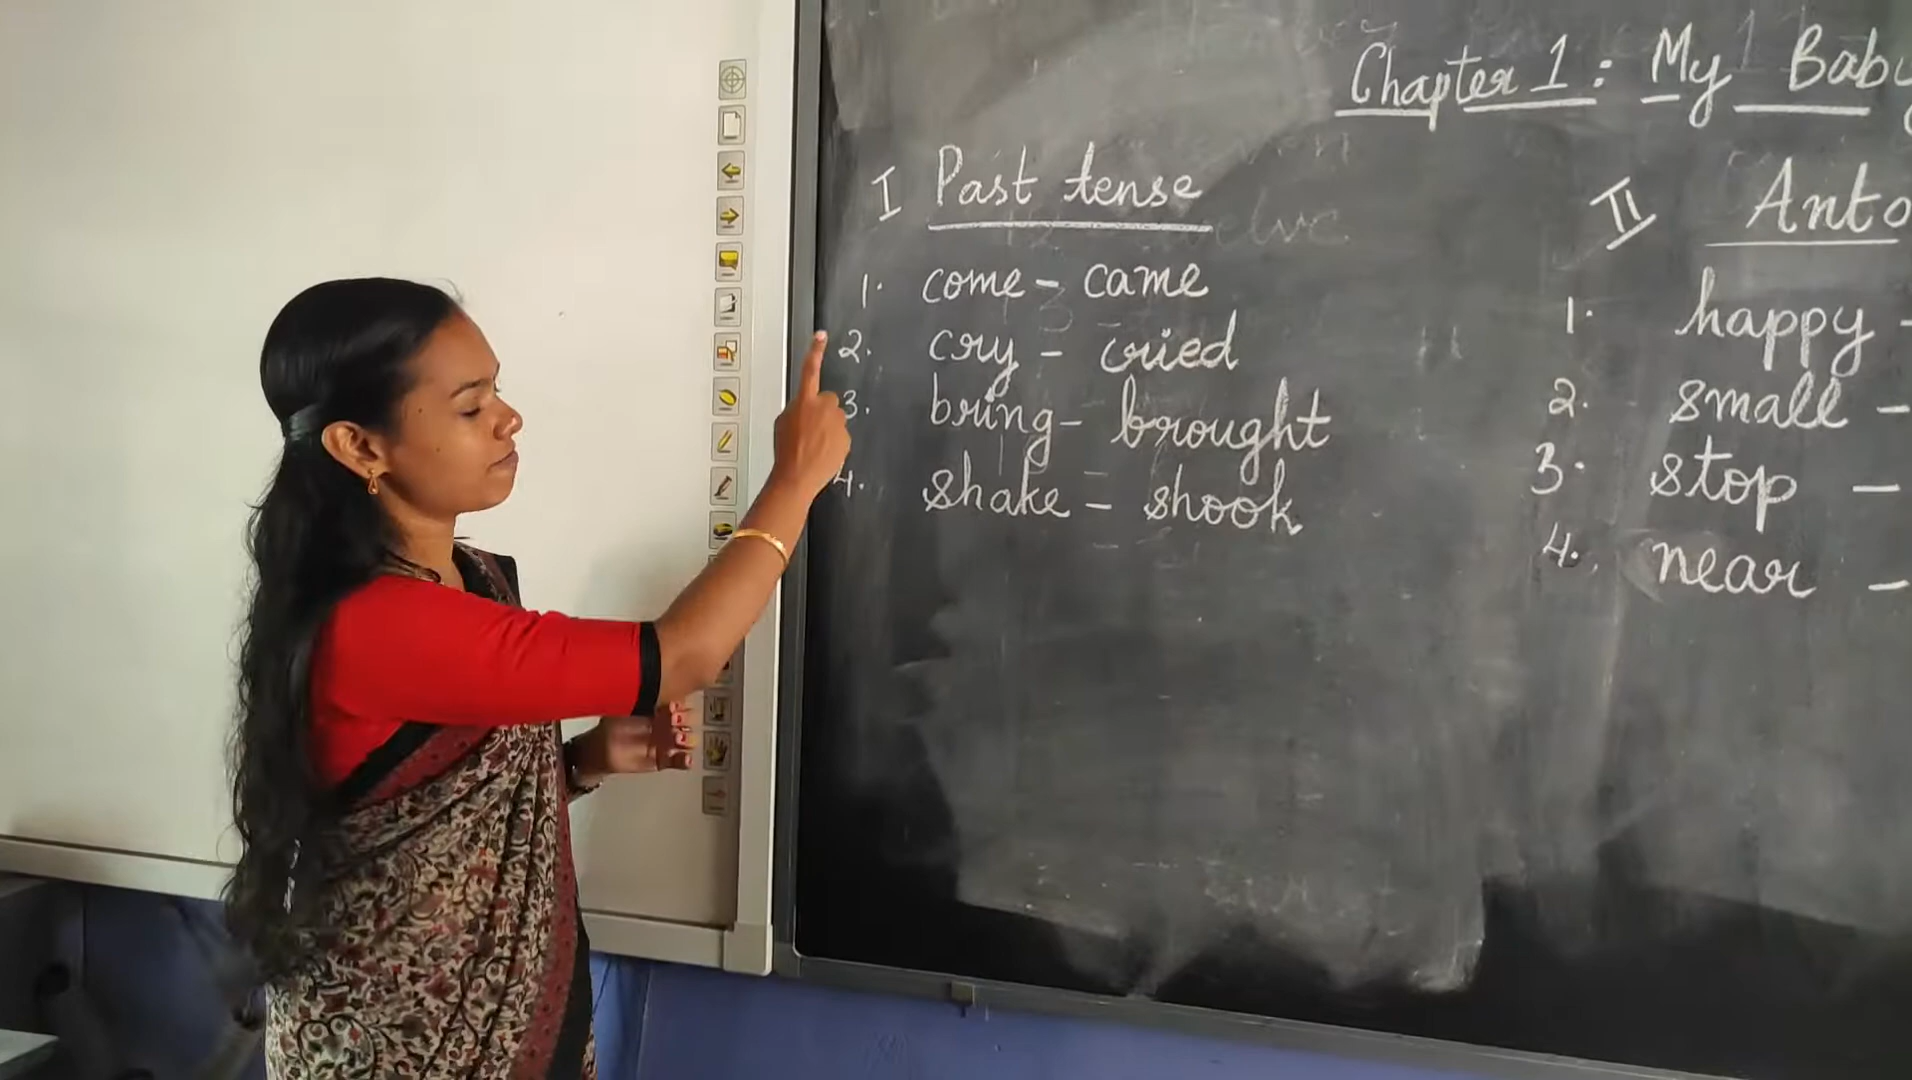 Chapter 1: My Baby
I Past tense
1. come - came
2. cry - cried
3. bring - brought
4. shake - shook
II Anto
1. happy -
2. small -
3. stop -
4. near -